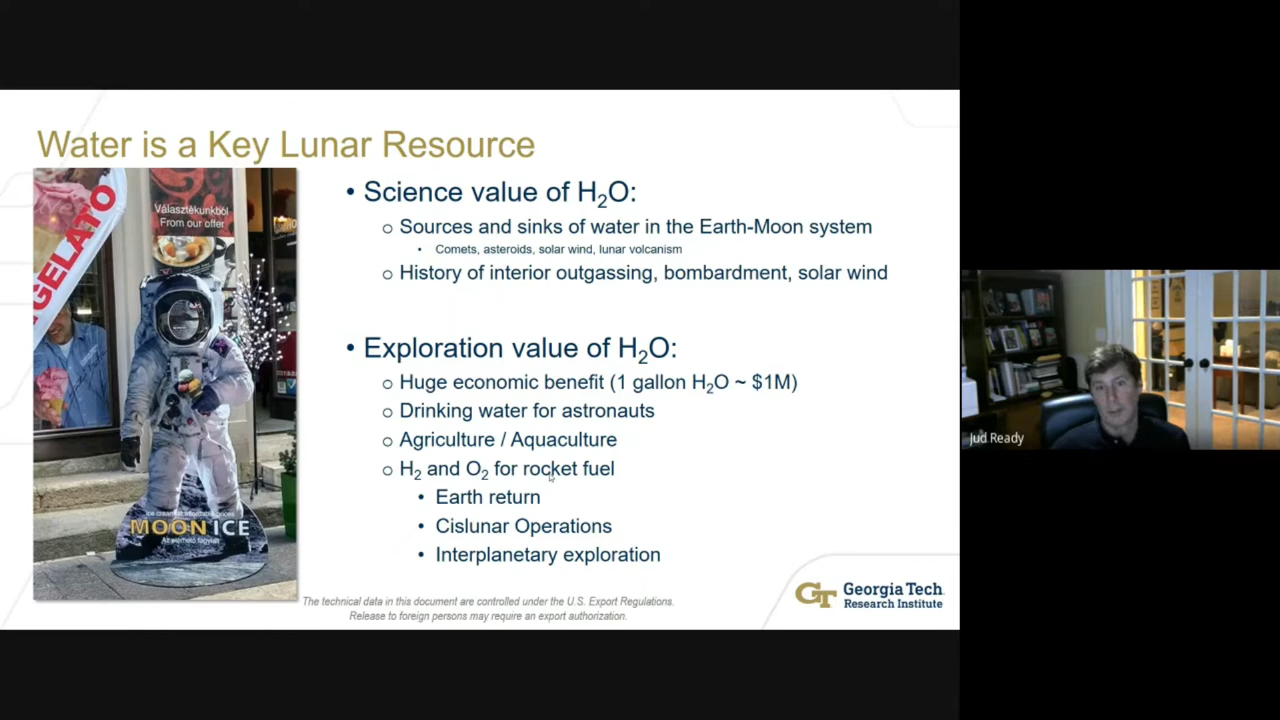 Water is a Key Lunar Resource
GELATO
Választékunkból
From our offer
MOON ICE
• Science value of H₂O:
o Sources and sinks of water in the Earth-Moon system
• Comets, asteroids, solar wind, lunar volcanism
o History of interior outgassing, bombardment, solar wind
• Exploration value of H₂O:
o Huge economic benefit (1 gallon H₂O ~ $1M)
o Drinking water for astronauts
o Agriculture / Aquaculture
o H₂ and O₂ for rocket fuel
• Earth return
• Cislunar Operations
• Interplanetary exploration
The technical data in this document are controlled under the U.S. Export Regulations.
Release to foreign persons may require an export authorization.
GT
Georgia Tech
Research Institute
Jud Ready